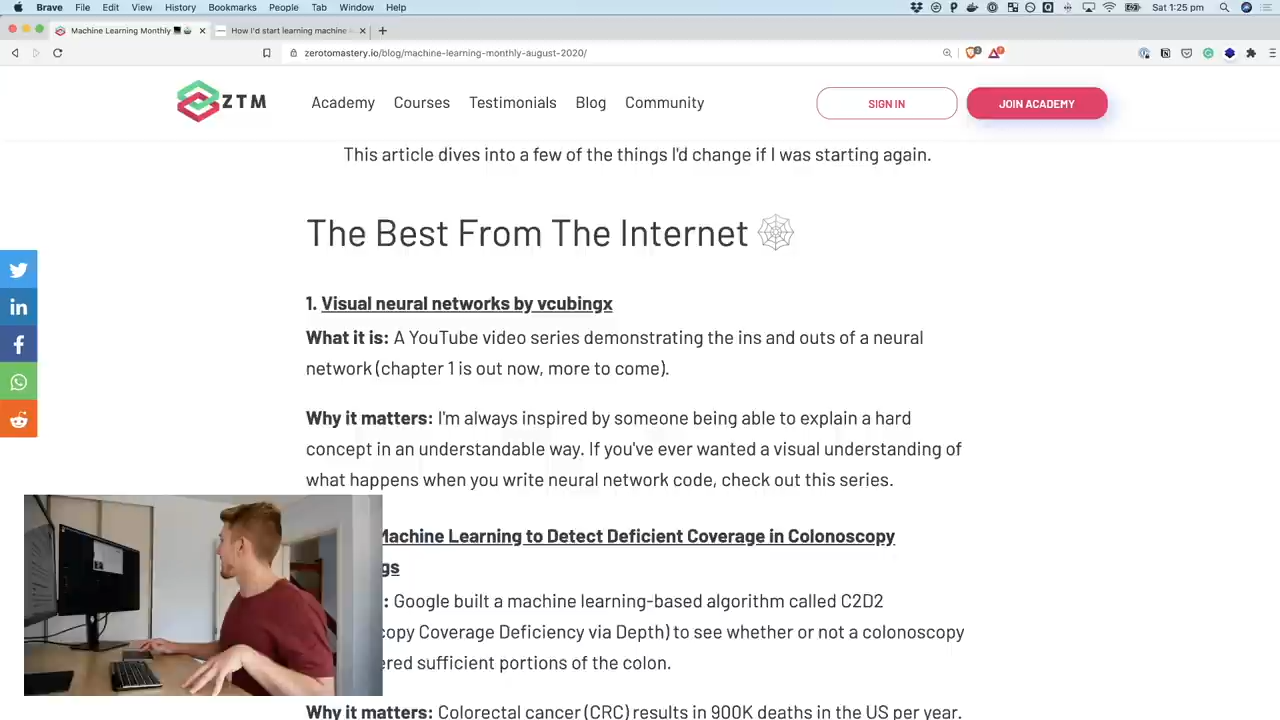 Brave File Edit View History Bookmarks People Tab Window Help Sat 1:25 pm
Machine Learning Monthly How I'd start learning machine
zerotomastery.io/blog/machine-learning-monthly-august-2020/
ZTM Academy Courses Testimonials Blog Community SIGN IN JOIN ACADEMY
This article dives into a few of the things I'd change if I was starting again.
The Best From The Internet
1. Visual neural networks by vcubingx
What it is: A YouTube video series demonstrating the ins and outs of a neural
network (chapter 1 is out now, more to come).
Why it matters: I'm always inspired by someone being able to explain a hard
concept in an understandable way. If you've ever wanted a visual understanding of
what happens when you write neural network code, check out this series.
Machine Learning to Detect Deficient Coverage in Colonoscopy
gs
: Google built a machine learning-based algorithm called C2D2
copy Coverage Deficiency via Depth) to see whether or not a colonoscopy
ered sufficient portions of the colon.
Why it matters: Colorectal cancer (CRC) results in 900K deaths in the US per year.